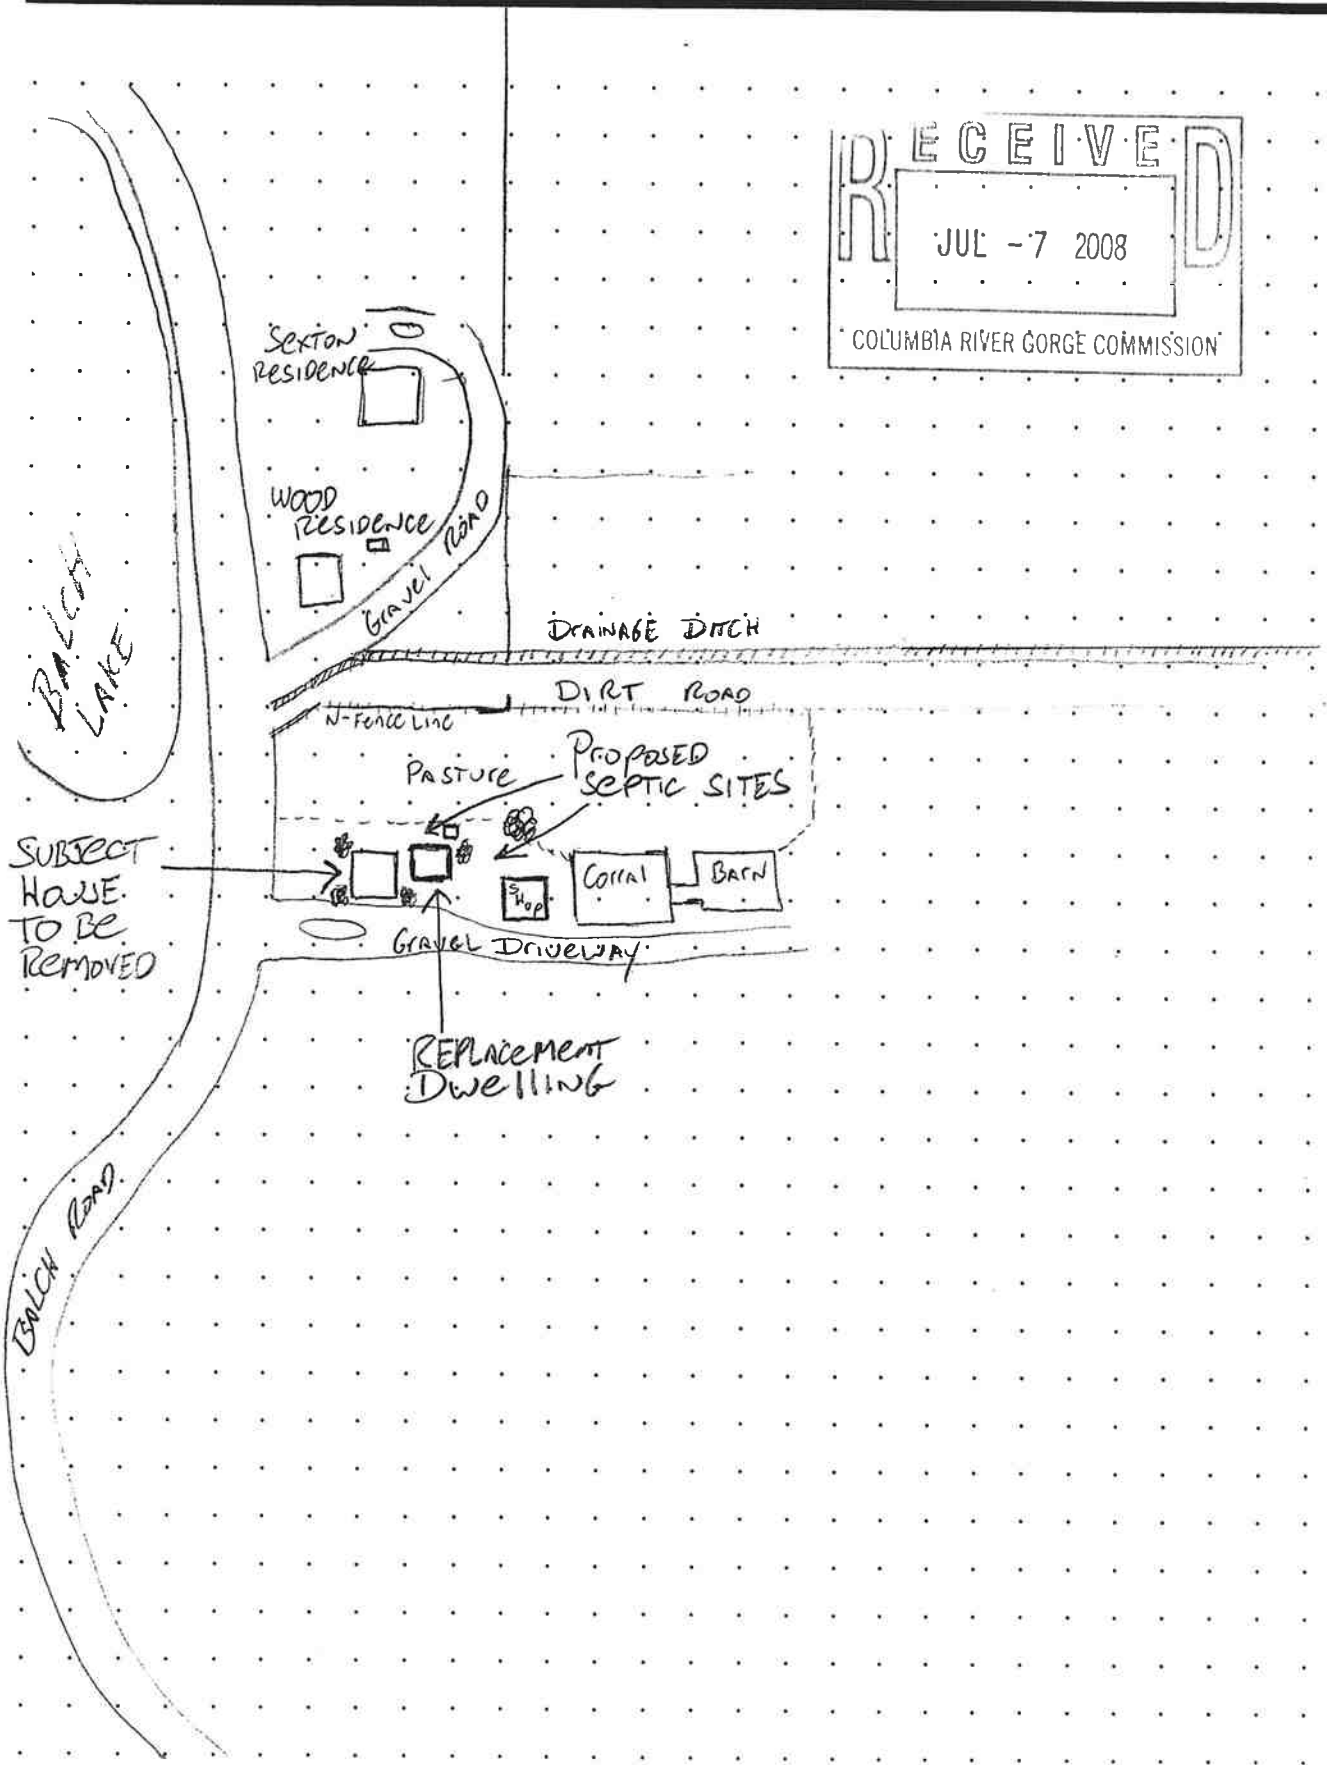 RECEIVED
JUL -7 2008
COLUMBIA RIVER GORGE COMMISSION
Sexton
Residence
Wood
Residence
Gravel Road
Balch
Lake
Drainage Ditch
Dirt Road
N-Fence Line
Pasture
Proposed
Septic Sites
Subject
House
To Be
Removed
Shop
Corral
Barn
Gravel Driveway
Replacement
Dwelling
Balch Road